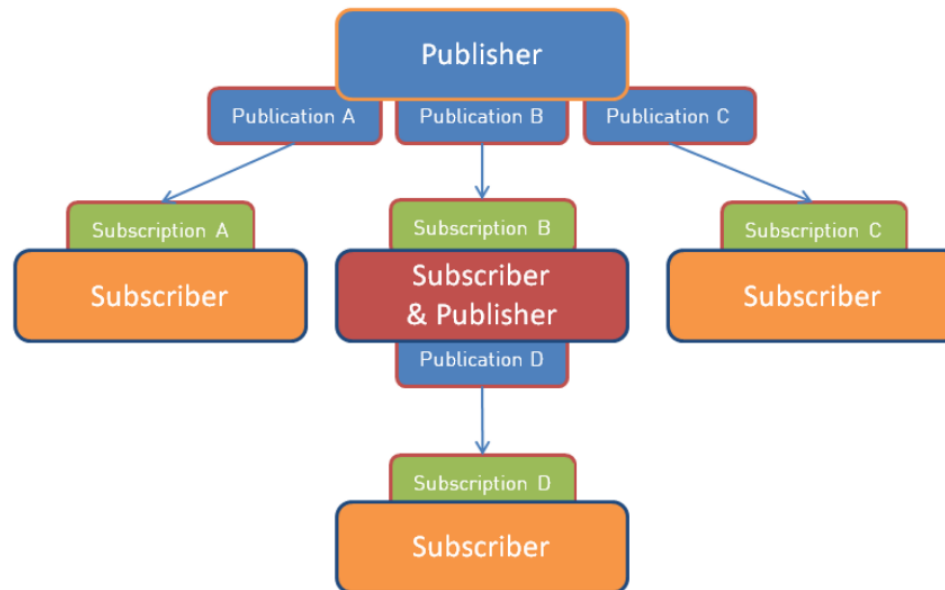 Publisher
Publication A
Publication B
Publication C
Subscription A
Subscription B
Subscription C
Subscriber
Subscriber
& Publisher
Subscriber
Publication D
Subscription D
Subscriber